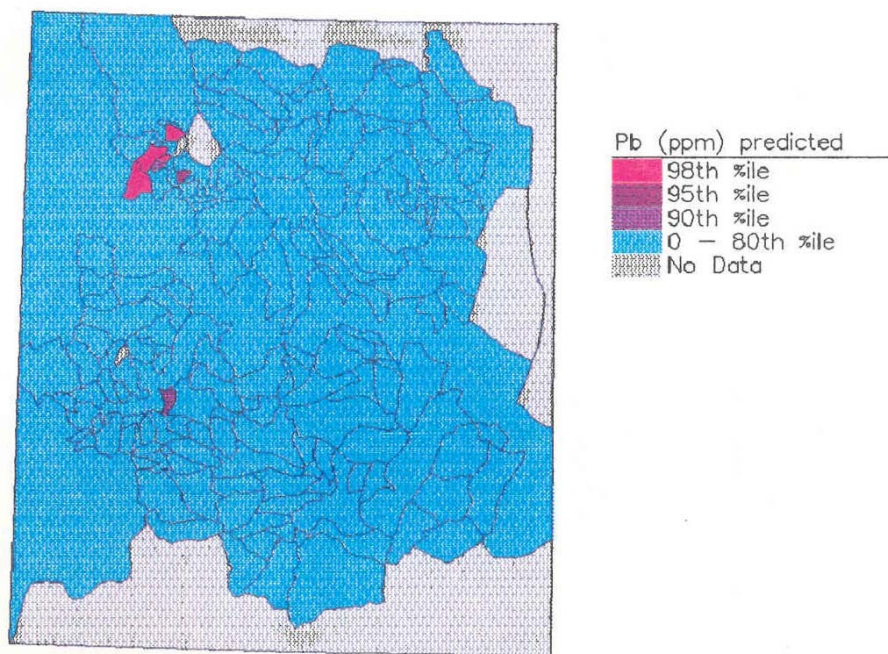 Pb (ppm) predicted
98th %ile
95th %ile
90th %ile
0 - 80th %ile
No Data